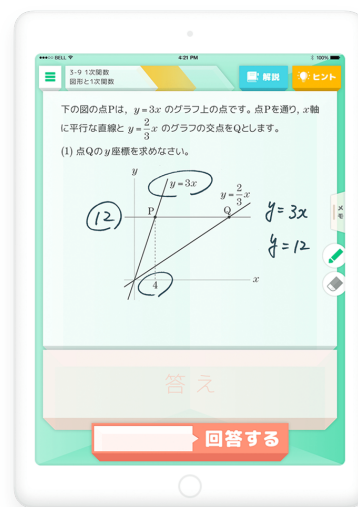 BELL
4:21 PM
100%
3-9 1次関数
図形と1次関数
解説
ヒント
下の図の点Pは，y=3x のグラフ上の点です。点Pを通り，x軸
に平行な直線と y=2/3 x のグラフの交点をQとします。
(1) 点Qのy座標を求めなさい。
y
y=3x
y=2/3 x
12
P
Q
y=3x
y=12
4
x
メモ
答え
回答する